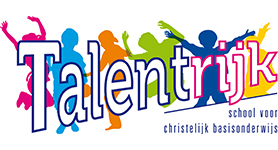 Talentrijk
school voor
christelijk basisonderwijs